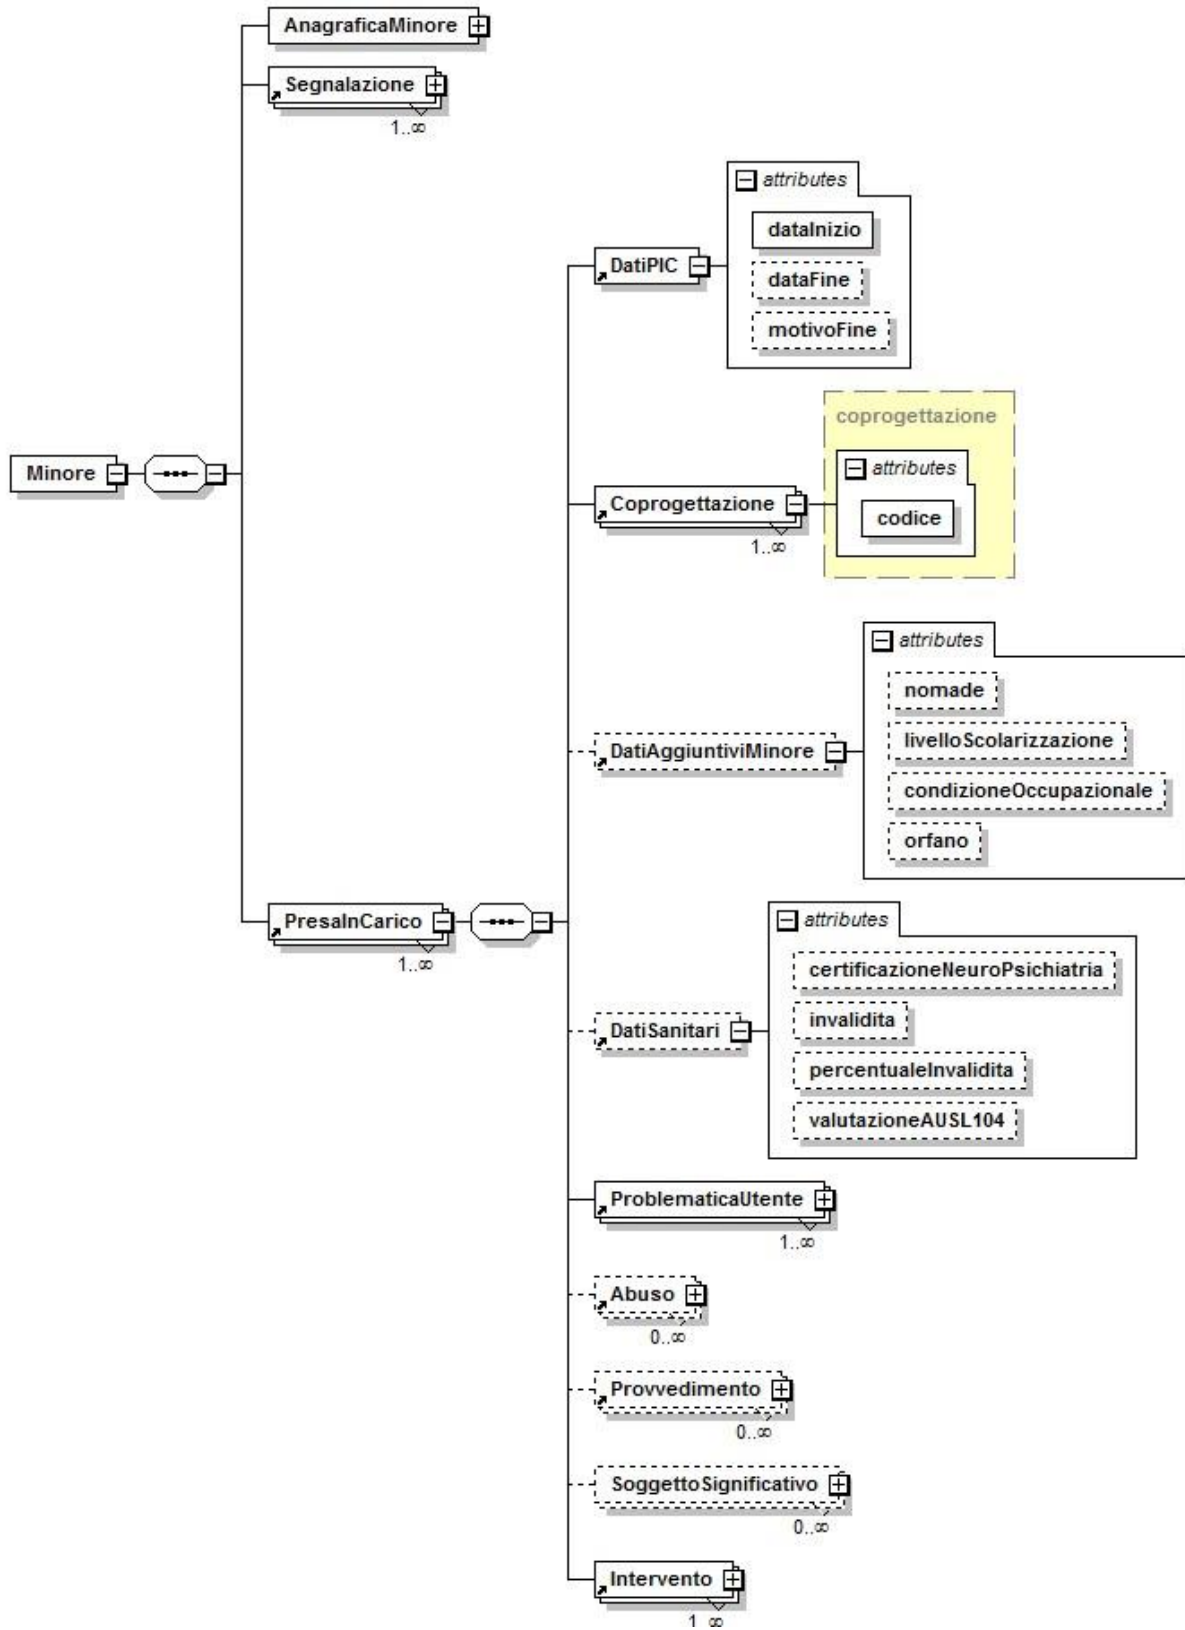 AnagraficaMinore
Segnalazione
1..∞
attributes
dataInizio
DatiPIC
dataFine
motivoFine
coprogettazione
attributes
Minore
Coprogettazione
codice
1..∞
attributes
nomade
livelloScolarizzazione
DatiAggiuntiviMinore
condizioneOccupazionale
orfano
PresaInCarico
1..∞
attributes
certificazioneNeuroPsichiatria
invalidita
DatiSanitari
percentualeInvalidita
valutazioneAUSL104
ProblematicaUtente
1..∞
Abuso
0..∞
Provvedimento
0..∞
SoggettoSignificativo
0..∞
Intervento
1..∞